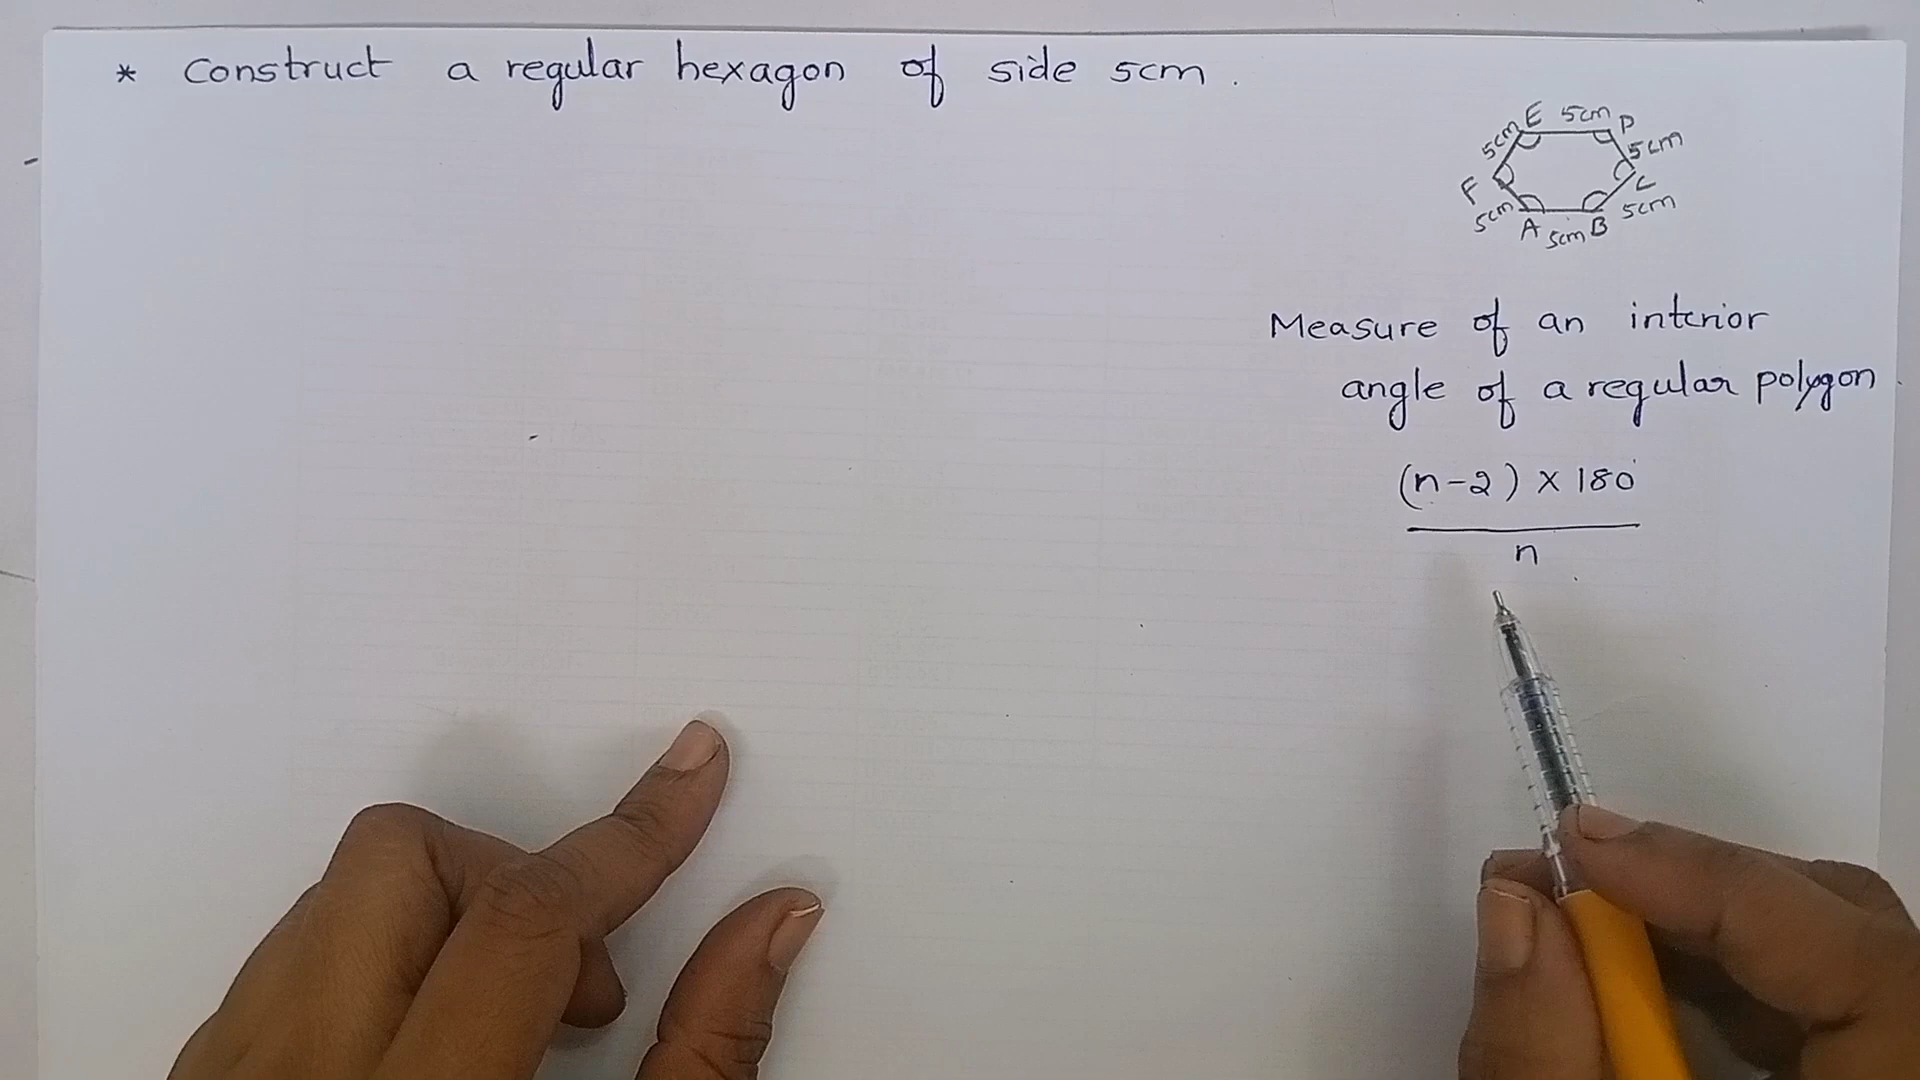 * Construct a regular hexagon of side 5cm .
E 5cm D
5cm 5cm
F C
5cm A 5cm B 5cm
Measure of an interior
angle of a regular polygon
(n-2) × 180°
n